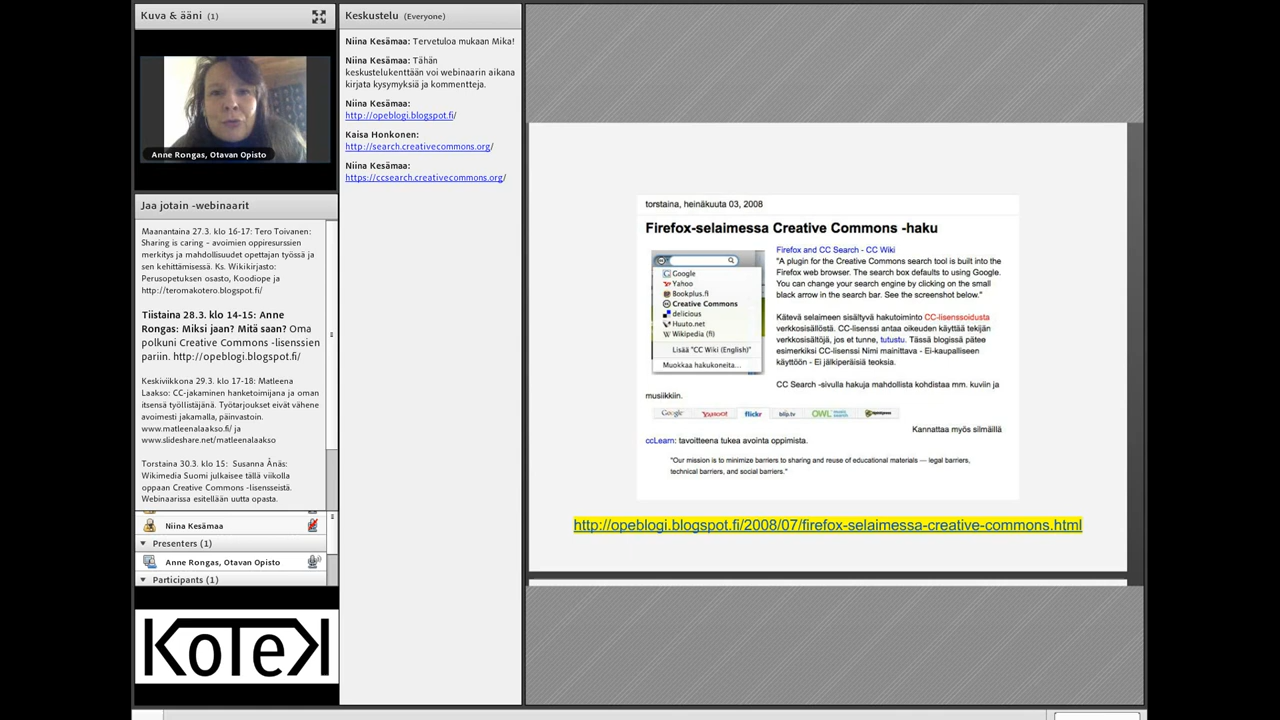 Kuva & ääni (1)
Anne Rongas, Otavan Opisto
Jaa jotain -webinaarit
Maanantaina 27.3. klo 16-17: Tero Toivanen:
Sharing is caring - avoimien oppiresurssien
merkitys ja mahdollisuudet opettajan työssä ja
sen kehittämisessä. Ks. Wikikirjasto:
Perusopetuksen osasto, Koodiope ja
http://teromakotero.blogspot.fi/
Tiistaina 28.3. klo 14-15: Anne
Rongas: Miksi jaan? Mitä saan? Oma
polkuni Creative Commons -lisenssien
pariin. http://opeblogi.blogspot.fi/
Keskiviikkona 29.3. klo 17-18: Matleena
Laakso: CC-jakaminen hanketoimijana ja oman
itsensä työllistäjänä. Työtarjoukset eivät vähene
avoimesti jakamalla, päinvastoin.
www.matleenalaakso.fi/ ja
www.slideshare.net/matleenalaakso
Torstaina 30.3. klo 15: Susanna Ånäs:
Wikimedia Suomi julkaisee tällä viikolla
oppaan Creative Commons -lisensseistä.
Webinaarissa esitellään uutta opasta.
Niina Kesämaa
Presenters (1)
Anne Rongas, Otavan Opisto
Participants (1)
KoTeK
Keskustelu (Everyone)
Niina Kesämaa: Tervetuloa mukaan Mika!
Niina Kesämaa: Tähän
keskustelukenttään voi webinaarin aikana
kirjata kysymyksiä ja kommentteja.
Niina Kesämaa:
http://opeblogi.blogspot.fi/
Kaisa Honkonen:
http://search.creativecommons.org/
Niina Kesämaa:
https://ccsearch.creativecommons.org/
torstaina, heinäkuuta 03, 2008
Firefox-selaimessa Creative Commons -haku
Google
Yahoo
Bookplus.fi
Creative Commons
delicious
Huuto.net
Wikipedia (fi)
Lisää "CC Wiki (English)"
Muokkaa hakukoneita...
Firefox and CC Search - CC Wiki
"A plugin for the Creative Commons search tool is built into the
Firefox web browser. The search box defaults to using Google.
You can change your search engine by clicking on the small
black arrow in the search bar. See the screenshot below."
Kätevä selaimeen sisältyvä hakutoiminto CC-lisenssoidusta
verkkosisällöstä. CC-lisenssi antaa oikeuden käyttää tekijän
verkkosisältöjä, jos et tunne, tutustu. Tässä blogissä pätee
esimerkiksi CC-lisenssi Nimi mainittava - Ei-kaupalliseen
käyttöön - Ei jälkiperäisiä teoksia.
CC Search -sivulla hakuja mahdollista kohdistaa mm. kuviin ja
musiikkiin.
Google YAHOO! flickr blip.tv OWL
Kannattaa myös silmäillä
ccLearn: tavoitteena tukea avointa oppimista.
"Our mission is to minimize barriers to sharing and reuse of educational materials — legal barriers,
technical barriers, and social barriers."
http://opeblogi.blogspot.fi/2008/07/firefox-selaimessa-creative-commons.html